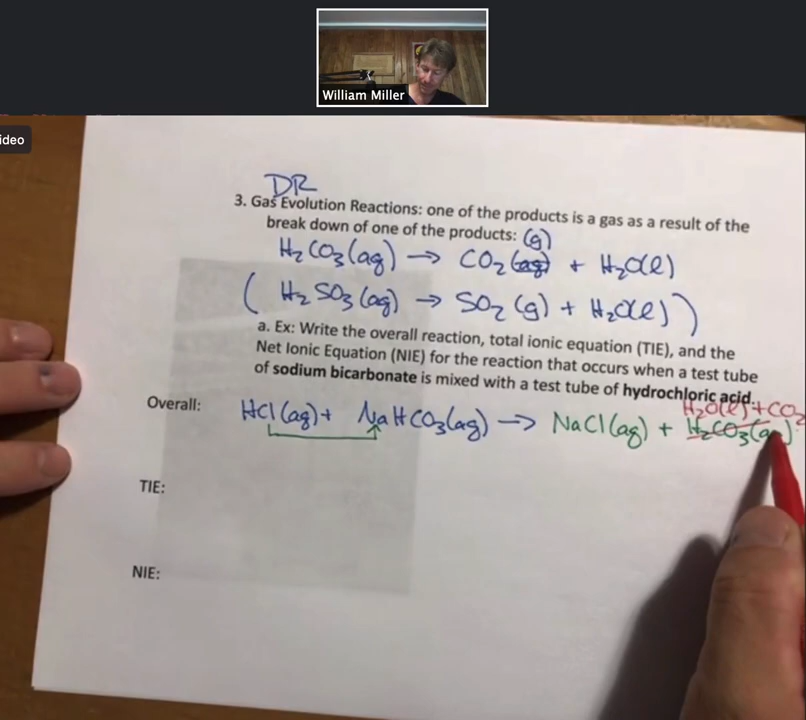 William Miller
ideo
DR
3. Gas Evolution Reactions: one of the products is a gas as a result of the
break down of one of the products: (g)
H₂CO₃(aq) → CO₂(aq) + H₂O(l)
( H₂SO₃(aq) → SO₂(g) + H₂O(l) )
a. Ex: Write the overall reaction, total ionic equation (TIE), and the
Net Ionic Equation (NIE) for the reaction that occurs when a test tube
of sodium bicarbonate is mixed with a test tube of hydrochloric acid.
H₂O(l) + CO₂
Overall: HCl(aq) + NaHCO₃(aq) → NaCl(aq) + H₂CO₃(aq)
TIE:
NIE: